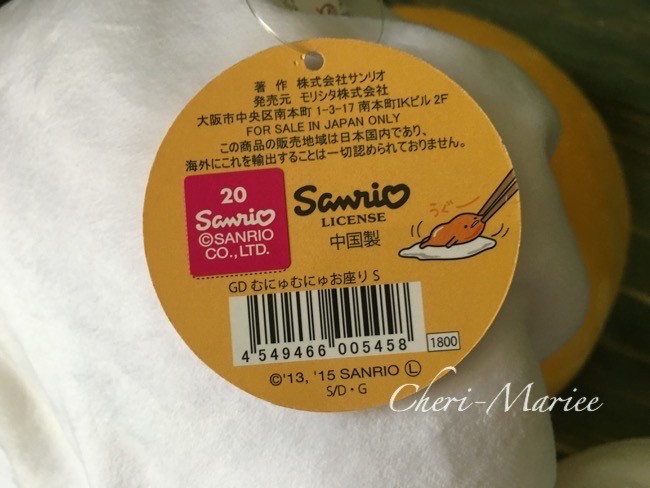 著 作 株式会社サンリオ
発売元 モリシタ株式会社
大阪市中央区南本町 1-3-17 南本町IKビル 2F
FOR SALE IN JAPAN ONLY
この商品の販売地域は日本国内であり、
海外にこれを輸出することは一切認められておりません。
20
Sanrio
©SANRIO
CO.,LTD.
Sanrio
LICENSE
中国製
うぐー
GD むにゅむにゅお座り S
4 549466 005458
1800
©'13, '15 SANRIO Ⓛ
S/D・G
Cheri-Mariee